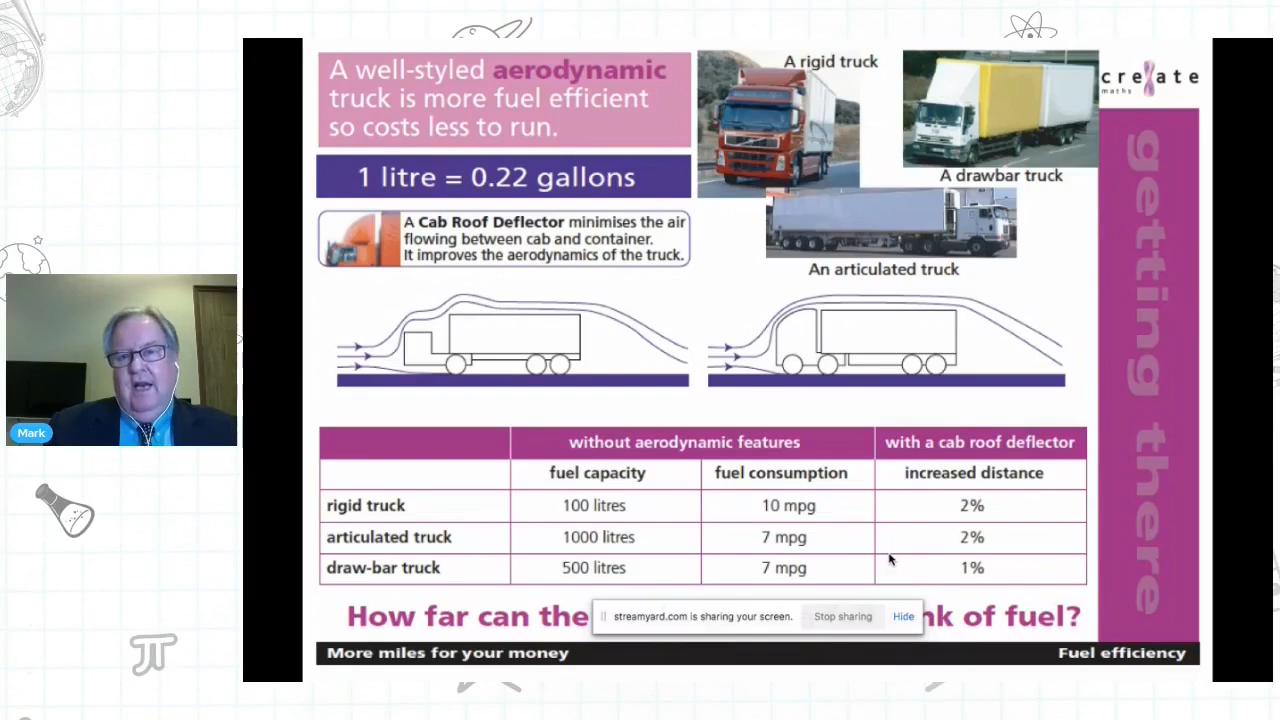 A well-styled aerodynamic
truck is more fuel efficient
so costs less to run.
1 litre = 0.22 gallons
A Cab Roof Deflector minimises the air
flowing between cab and container.
It improves the aerodynamics of the truck.
A rigid truck
A drawbar truck
An articulated truck
create
maths
getting there
Mark
without aerodynamic features with a cab roof deflector
fuel capacity fuel consumption increased distance
rigid truck 100 litres 10 mpg 2%
articulated truck 1000 litres 7 mpg 2%
draw-bar truck 500 litres 7 mpg 1%
How far can the nk of fuel?
streamyard.com is sharing your screen. Stop sharing Hide
More miles for your money Fuel efficiency
π